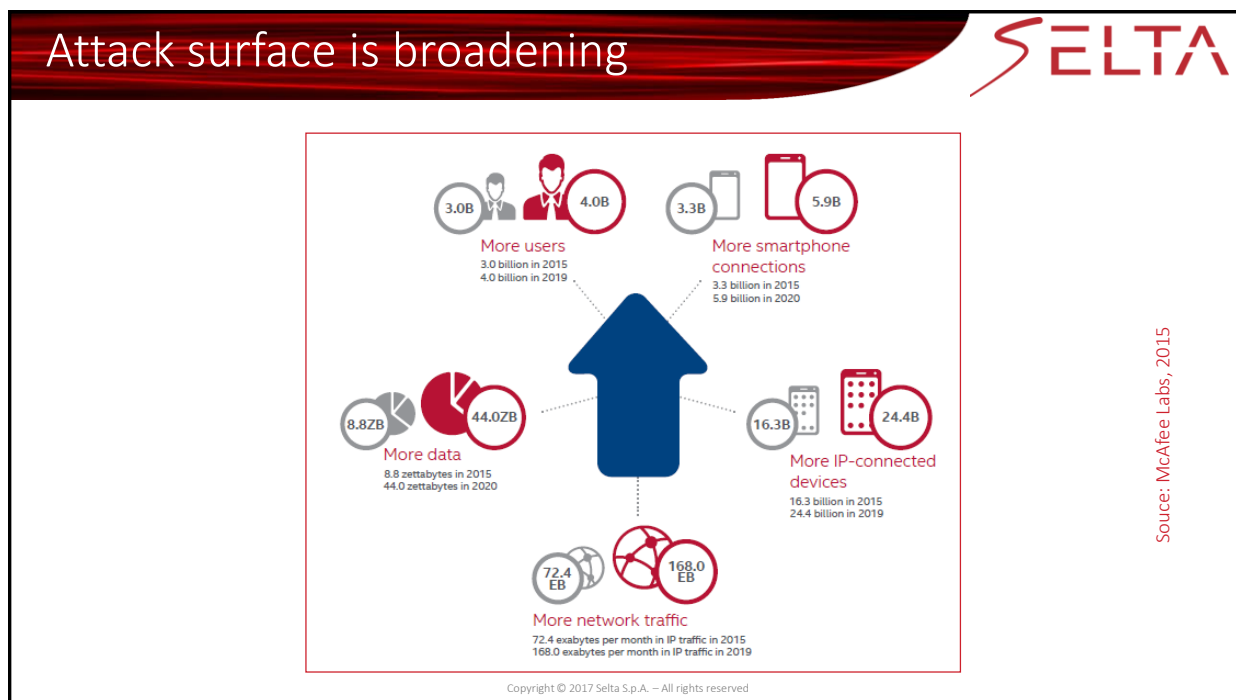 Attack surface is broadening
SELTA
3.0B
4.0B
More users
3.0 billion in 2015
4.0 billion in 2019
3.3B
5.9B
More smartphone
connections
3.3 billion in 2015
5.9 billion in 2020
8.8ZB
44.0ZB
More data
8.8 zettabytes in 2015
44.0 zettabytes in 2020
16.3B
24.4B
More IP-connected
devices
16.3 billion in 2015
24.4 billion in 2019
72.4
EB
168.0
EB
More network traffic
72.4 exabytes per month in IP traffic in 2015
168.0 exabytes per month in IP traffic in 2019
Souce: McAfee Labs, 2015
Copyright © 2017 Selta S.p.A. – All rights reserved